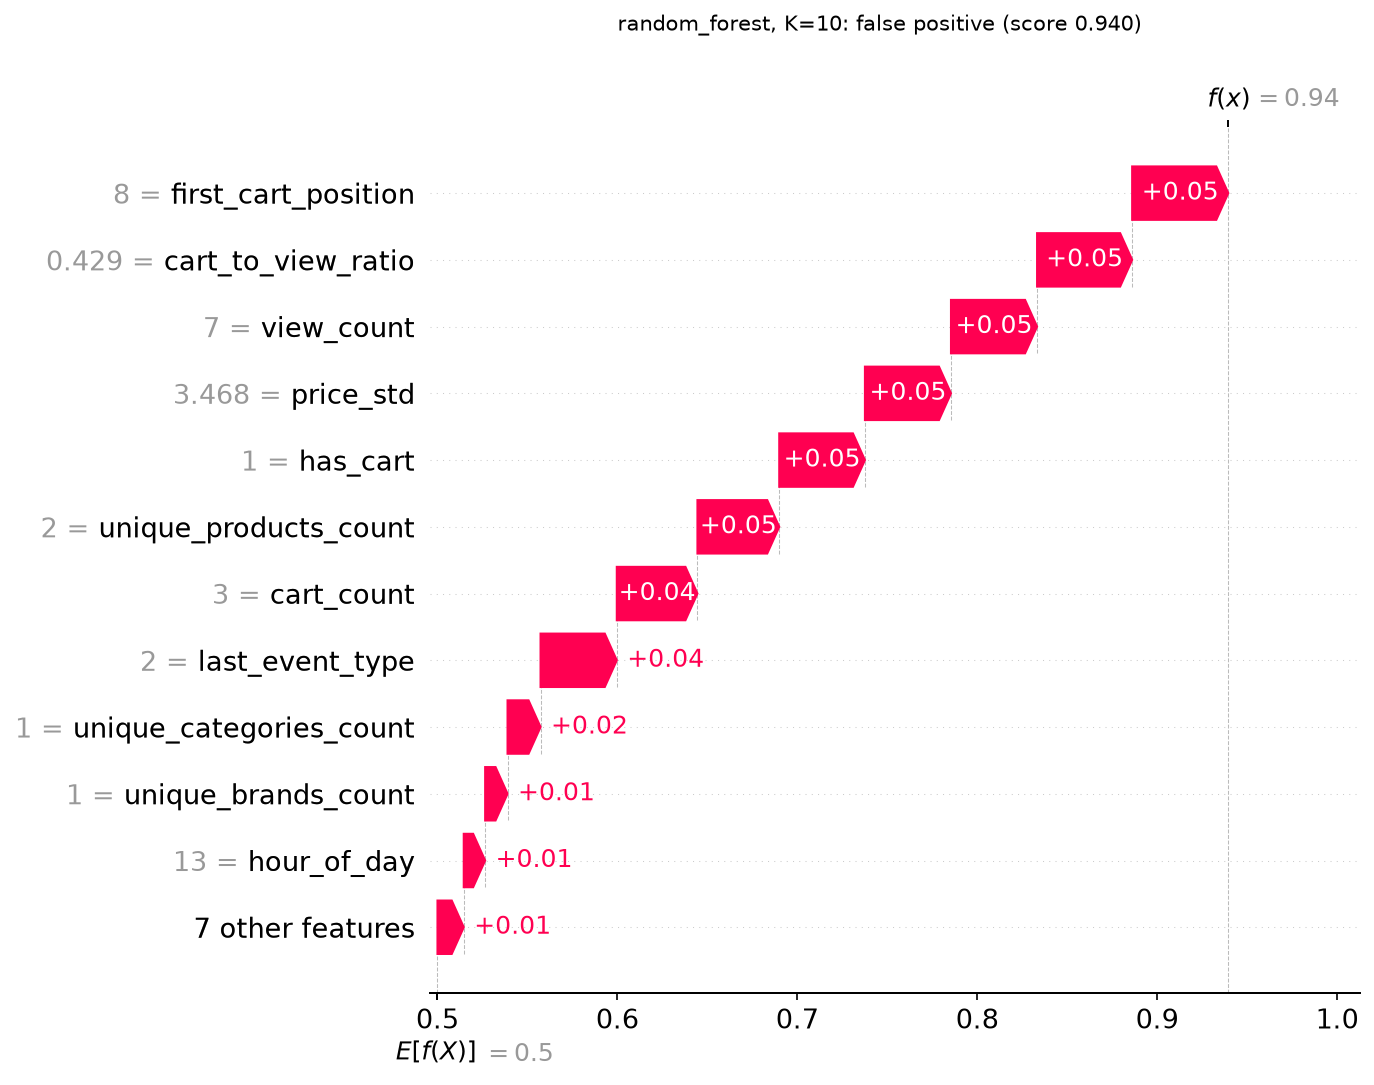 random_forest, K=10: false positive (score 0.940)
f(x) = 0.94
8 = first_cart_position +0.05
0.429 = cart_to_view_ratio +0.05
7 = view_count +0.05
3.468 = price_std +0.05
1 = has_cart +0.05
2 = unique_products_count +0.05
3 = cart_count +0.04
2 = last_event_type +0.04
1 = unique_categories_count +0.02
1 = unique_brands_count +0.01
13 = hour_of_day +0.01
7 other features +0.01
0.5 0.6 0.7 0.8 0.9 1.0
E[f(X)] = 0.5